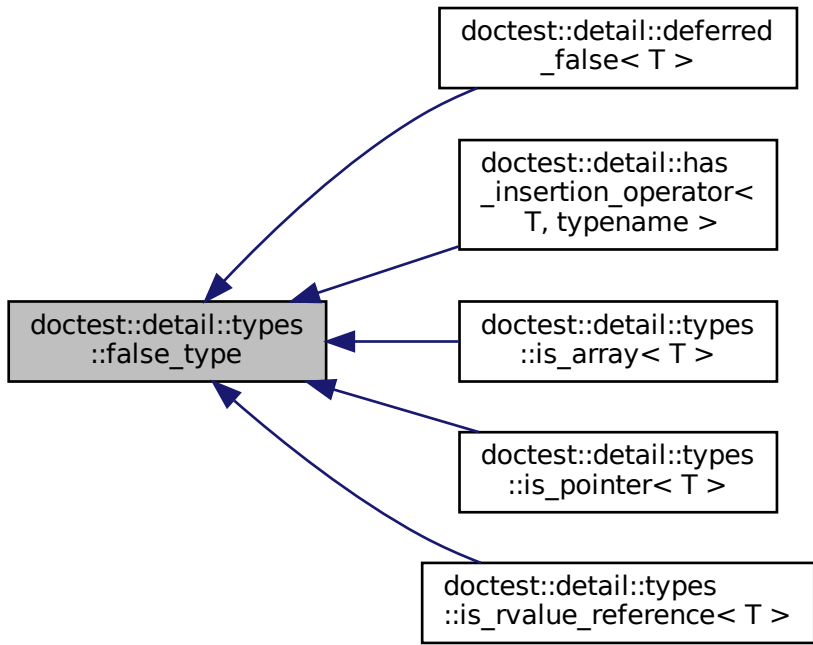 doctest::detail::deferred
_false< T >
doctest::detail::has
_insertion_operator<
T, typename >
doctest::detail::types
::false_type
doctest::detail::types
::is_array< T >
doctest::detail::types
::is_pointer< T >
doctest::detail::types
::is_rvalue_reference< T >